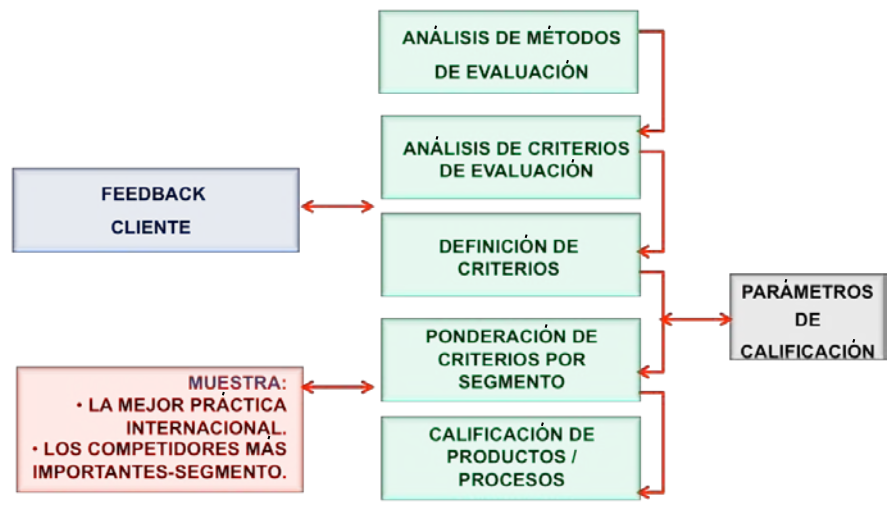 ANÁLISIS DE MÉTODOS
DE EVALUACIÓN
ANÁLISIS DE CRITERIOS
DE EVALUACIÓN
FEEDBACK
CLIENTE
DEFINICIÓN DE
CRITERIOS
PARÁMETROS
DE
CALIFICACIÓN
PONDERACIÓN DE
CRITERIOS POR
SEGMENTO
MUESTRA:
• LA MEJOR PRÁCTICA
INTERNACIONAL.
• LOS COMPETIDORES MÁS
IMPORTANTES-SEGMENTO.
CALIFICACIÓN DE
PRODUCTOS /
PROCESOS